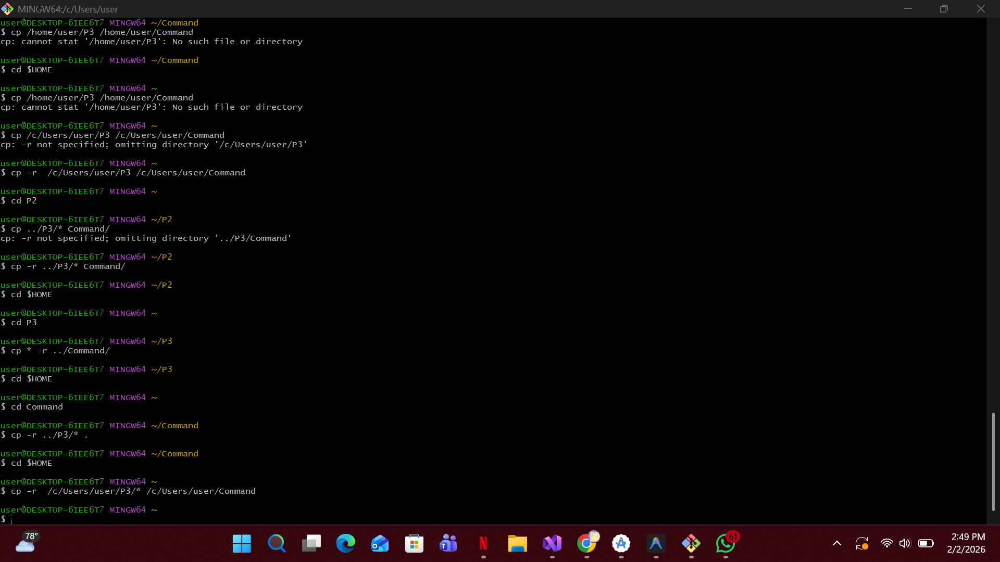 MINGW64:/c/Users/user
user@DESKTOP-6IEE6T7 MINGW64 ~/Command
$ cp /home/user/P3 /home/user/Command
cp: cannot stat '/home/user/P3': No such file or directory
user@DESKTOP-6IEE6T7 MINGW64 ~/Command
$ cd $HOME
user@DESKTOP-6IEE6T7 MINGW64 ~
$ cp /home/user/P3 /home/user/Command
cp: cannot stat '/home/user/P3': No such file or directory
user@DESKTOP-6IEE6T7 MINGW64 ~
$ cp /c/Users/user/P3 /c/Users/user/Command
cp: -r not specified; omitting directory '/c/Users/user/P3'
user@DESKTOP-6IEE6T7 MINGW64 ~
$ cp -r  /c/Users/user/P3 /c/Users/user/Command
user@DESKTOP-6IEE6T7 MINGW64 ~
$ cd P2
user@DESKTOP-6IEE6T7 MINGW64 ~/P2
$ cp ../P3/* Command/
cp: -r not specified; omitting directory '../P3/Command'
user@DESKTOP-6IEE6T7 MINGW64 ~/P2
$ cp -r ../P3/* Command/
user@DESKTOP-6IEE6T7 MINGW64 ~/P2
$ cd $HOME
user@DESKTOP-6IEE6T7 MINGW64 ~
$ cd P3
user@DESKTOP-6IEE6T7 MINGW64 ~/P3
$ cp * -r ../Command/
user@DESKTOP-6IEE6T7 MINGW64 ~/P3
$ cd $HOME
user@DESKTOP-6IEE6T7 MINGW64 ~
$ cd Command
user@DESKTOP-6IEE6T7 MINGW64 ~/Command
$ cp -r ../P3/* .
user@DESKTOP-6IEE6T7 MINGW64 ~/Command
$ cd $HOME
user@DESKTOP-6IEE6T7 MINGW64 ~
$ cp -r  /c/Users/user/P3/* /c/Users/user/Command
user@DESKTOP-6IEE6T7 MINGW64 ~
$
78°
61
2:49 PM
2/2/2026